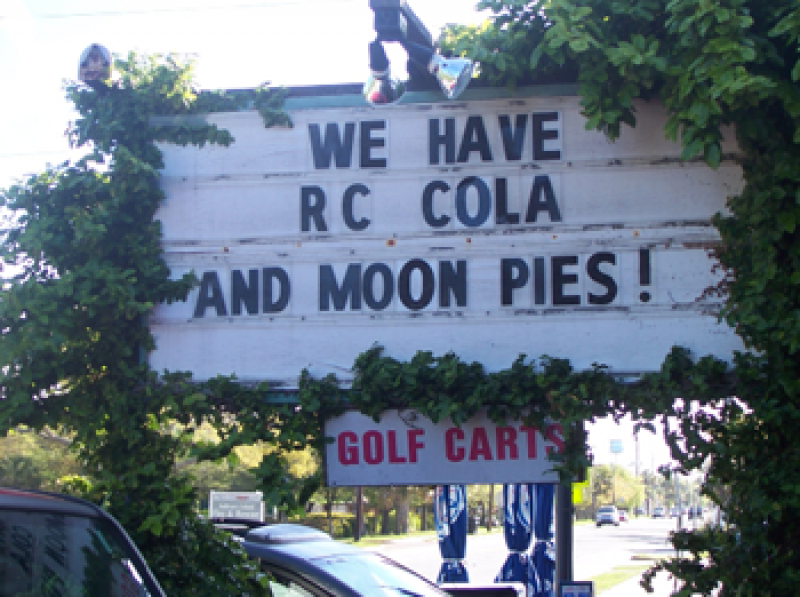 WE HAVE
RC COLA
AND MOON PIES!
GOLF CARTS